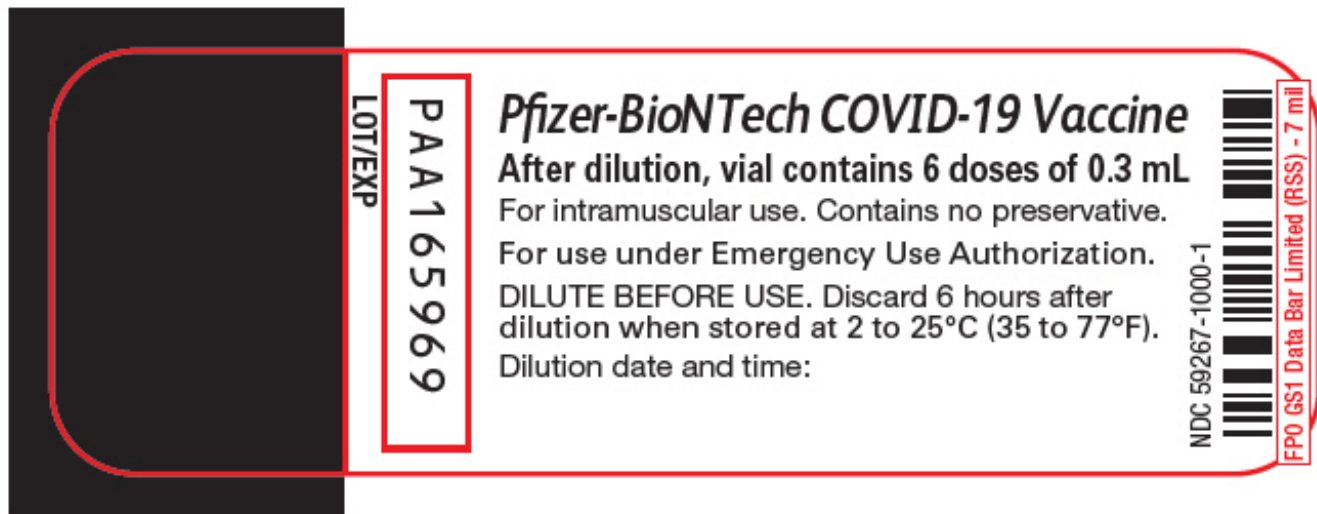 LOT/EXP
PAA165969
Pfizer-BioNTech COVID-19 Vaccine
After dilution, vial contains 6 doses of 0.3 mL
For intramuscular use. Contains no preservative.
For use under Emergency Use Authorization.
DILUTE BEFORE USE. Discard 6 hours after
dilution when stored at 2 to 25°C (35 to 77°F).
Dilution date and time:
NDC 59267-1000-1
FPO GS1 Data Bar Limited (RSS) - 7 mil